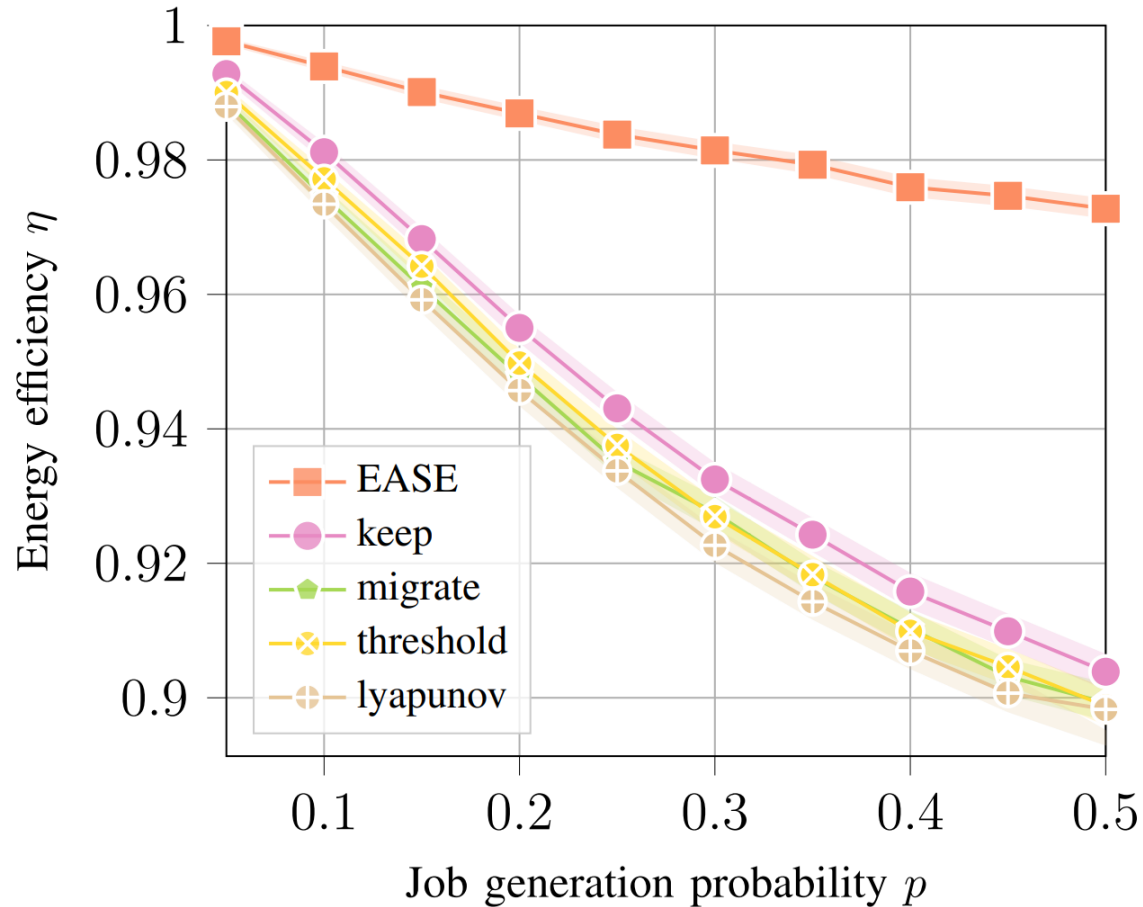 1
0.98
0.96
0.94
0.92
0.9
Energy efficiency η
EASE
keep
migrate
threshold
lyapunov
0.1 0.2 0.3 0.4 0.5
Job generation probability p